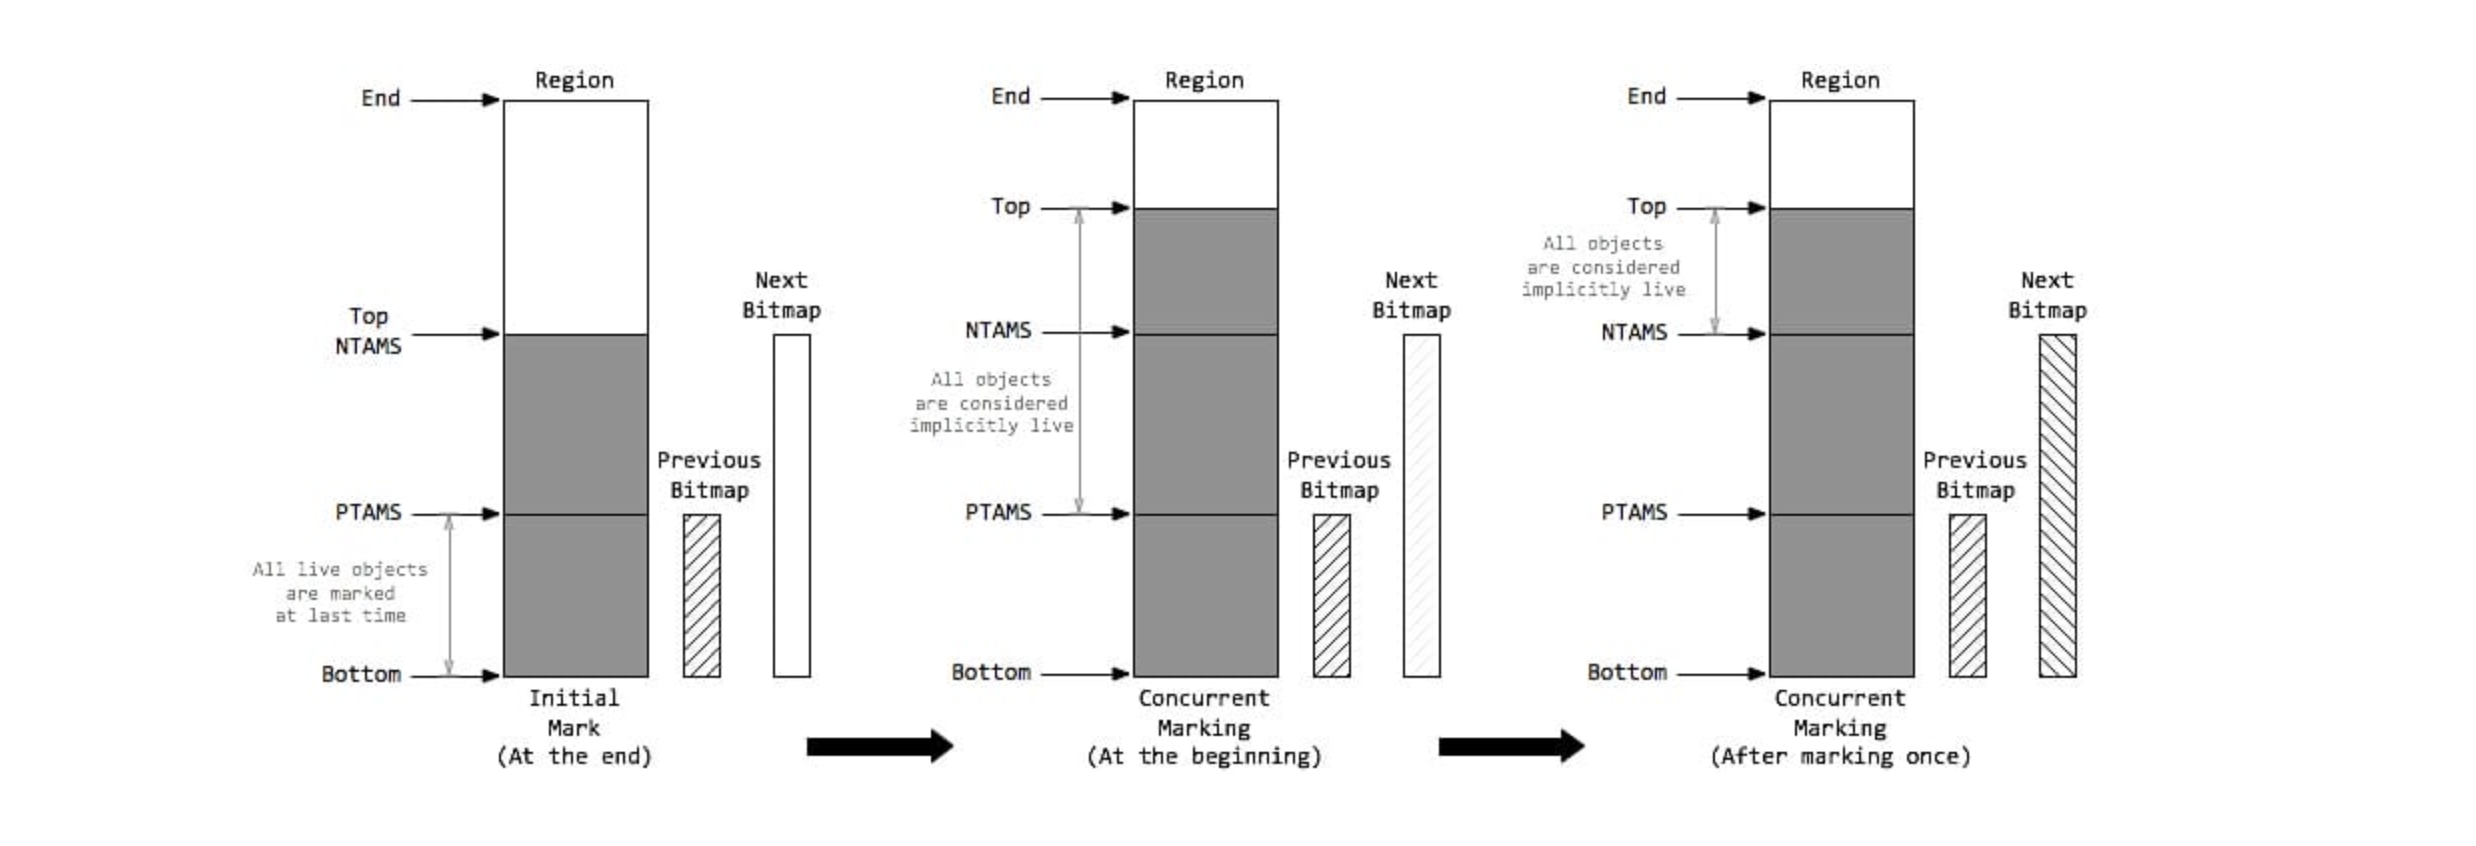 Region
End
Top
NTAMS
Next
Bitmap
Previous
Bitmap
PTAMS
All live objects
are marked
at last time
Bottom
Initial
Mark
(At the end)
Region
End
Top
NTAMS
Next
Bitmap
All objects
are considered
implicitly live
Previous
Bitmap
PTAMS
Bottom
Concurrent
Marking
(At the beginning)
Region
End
Top
All objects
are considered
implicitly live
Next
Bitmap
NTAMS
Previous
Bitmap
PTAMS
Bottom
Concurrent
Marking
(After marking once)